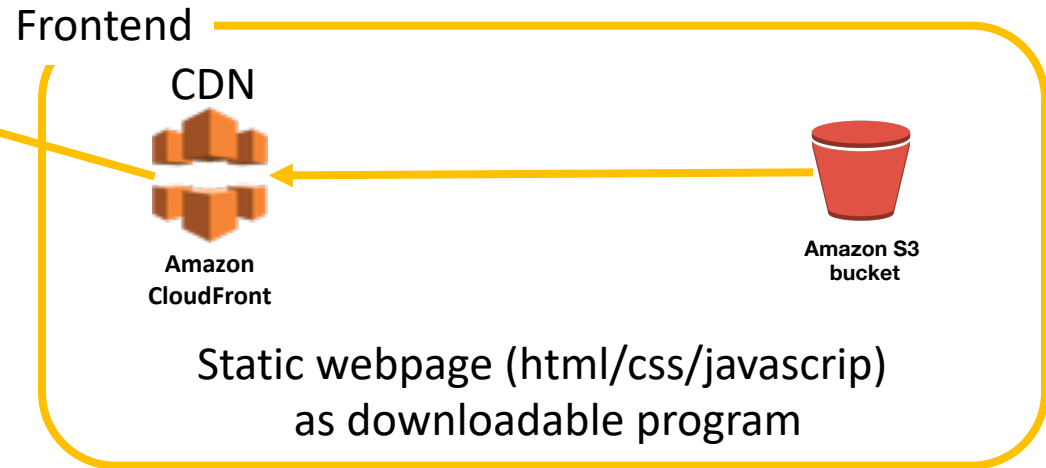 Frontend
CDN
Amazon
CloudFront
Amazon S3
bucket
Static webpage (html/css/javascrip)
as downloadable program